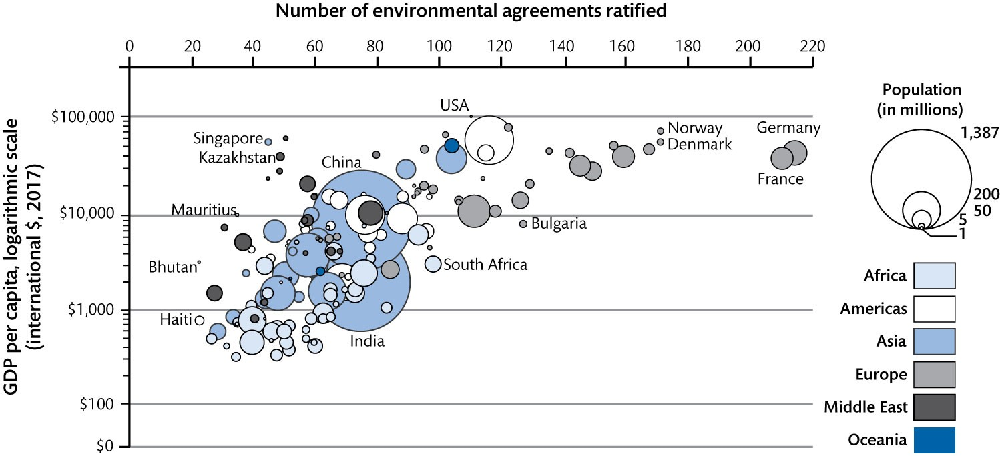 Number of environmental agreements ratified
0 20 40 60 80 100 120 140 160 180 200 220
GDP per capita, logarithmic scale
(international $, 2017)
$100,000
$10,000
$1,000
$100
$0
USA
Singapore
Kazakhstan
China
Norway
Denmark
Germany
France
Mauritius
Bulgaria
Bhutan
South Africa
Haiti
India
Population
(in millions)
1,387
200
50
5
1
Africa
Americas
Asia
Europe
Middle East
Oceania